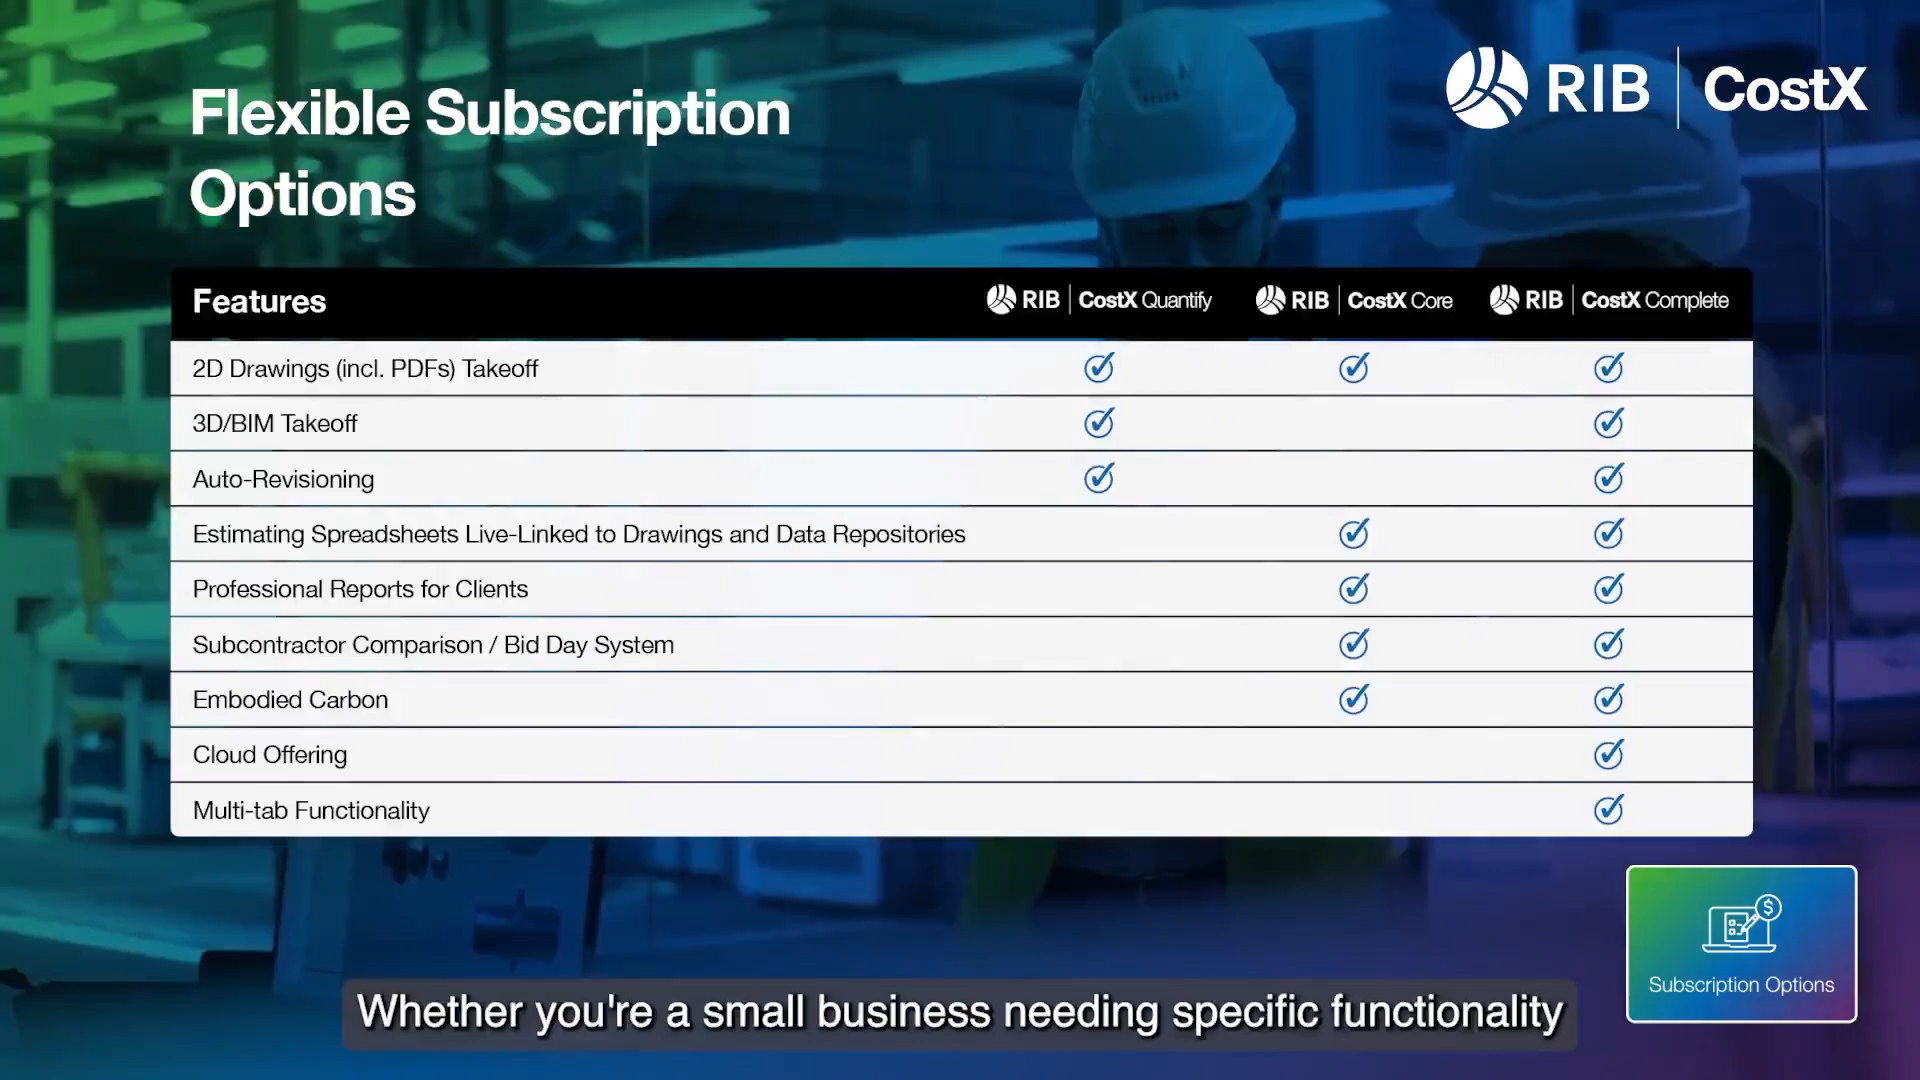 Flexible Subscription
Options
RIB | CostX
Features
RIB | CostX Quantify
RIB | CostX Core
RIB | CostX Complete
2D Drawings (incl. PDFs) Takeoff
3D/BIM Takeoff
Auto-Revisioning
Estimating Spreadsheets Live-Linked to Drawings and Data Repositories
Professional Reports for Clients
Subcontractor Comparison / Bid Day System
Embodied Carbon
Cloud Offering
Multi-tab Functionality
$
Subscription Options
Whether you're a small business needing specific functionality